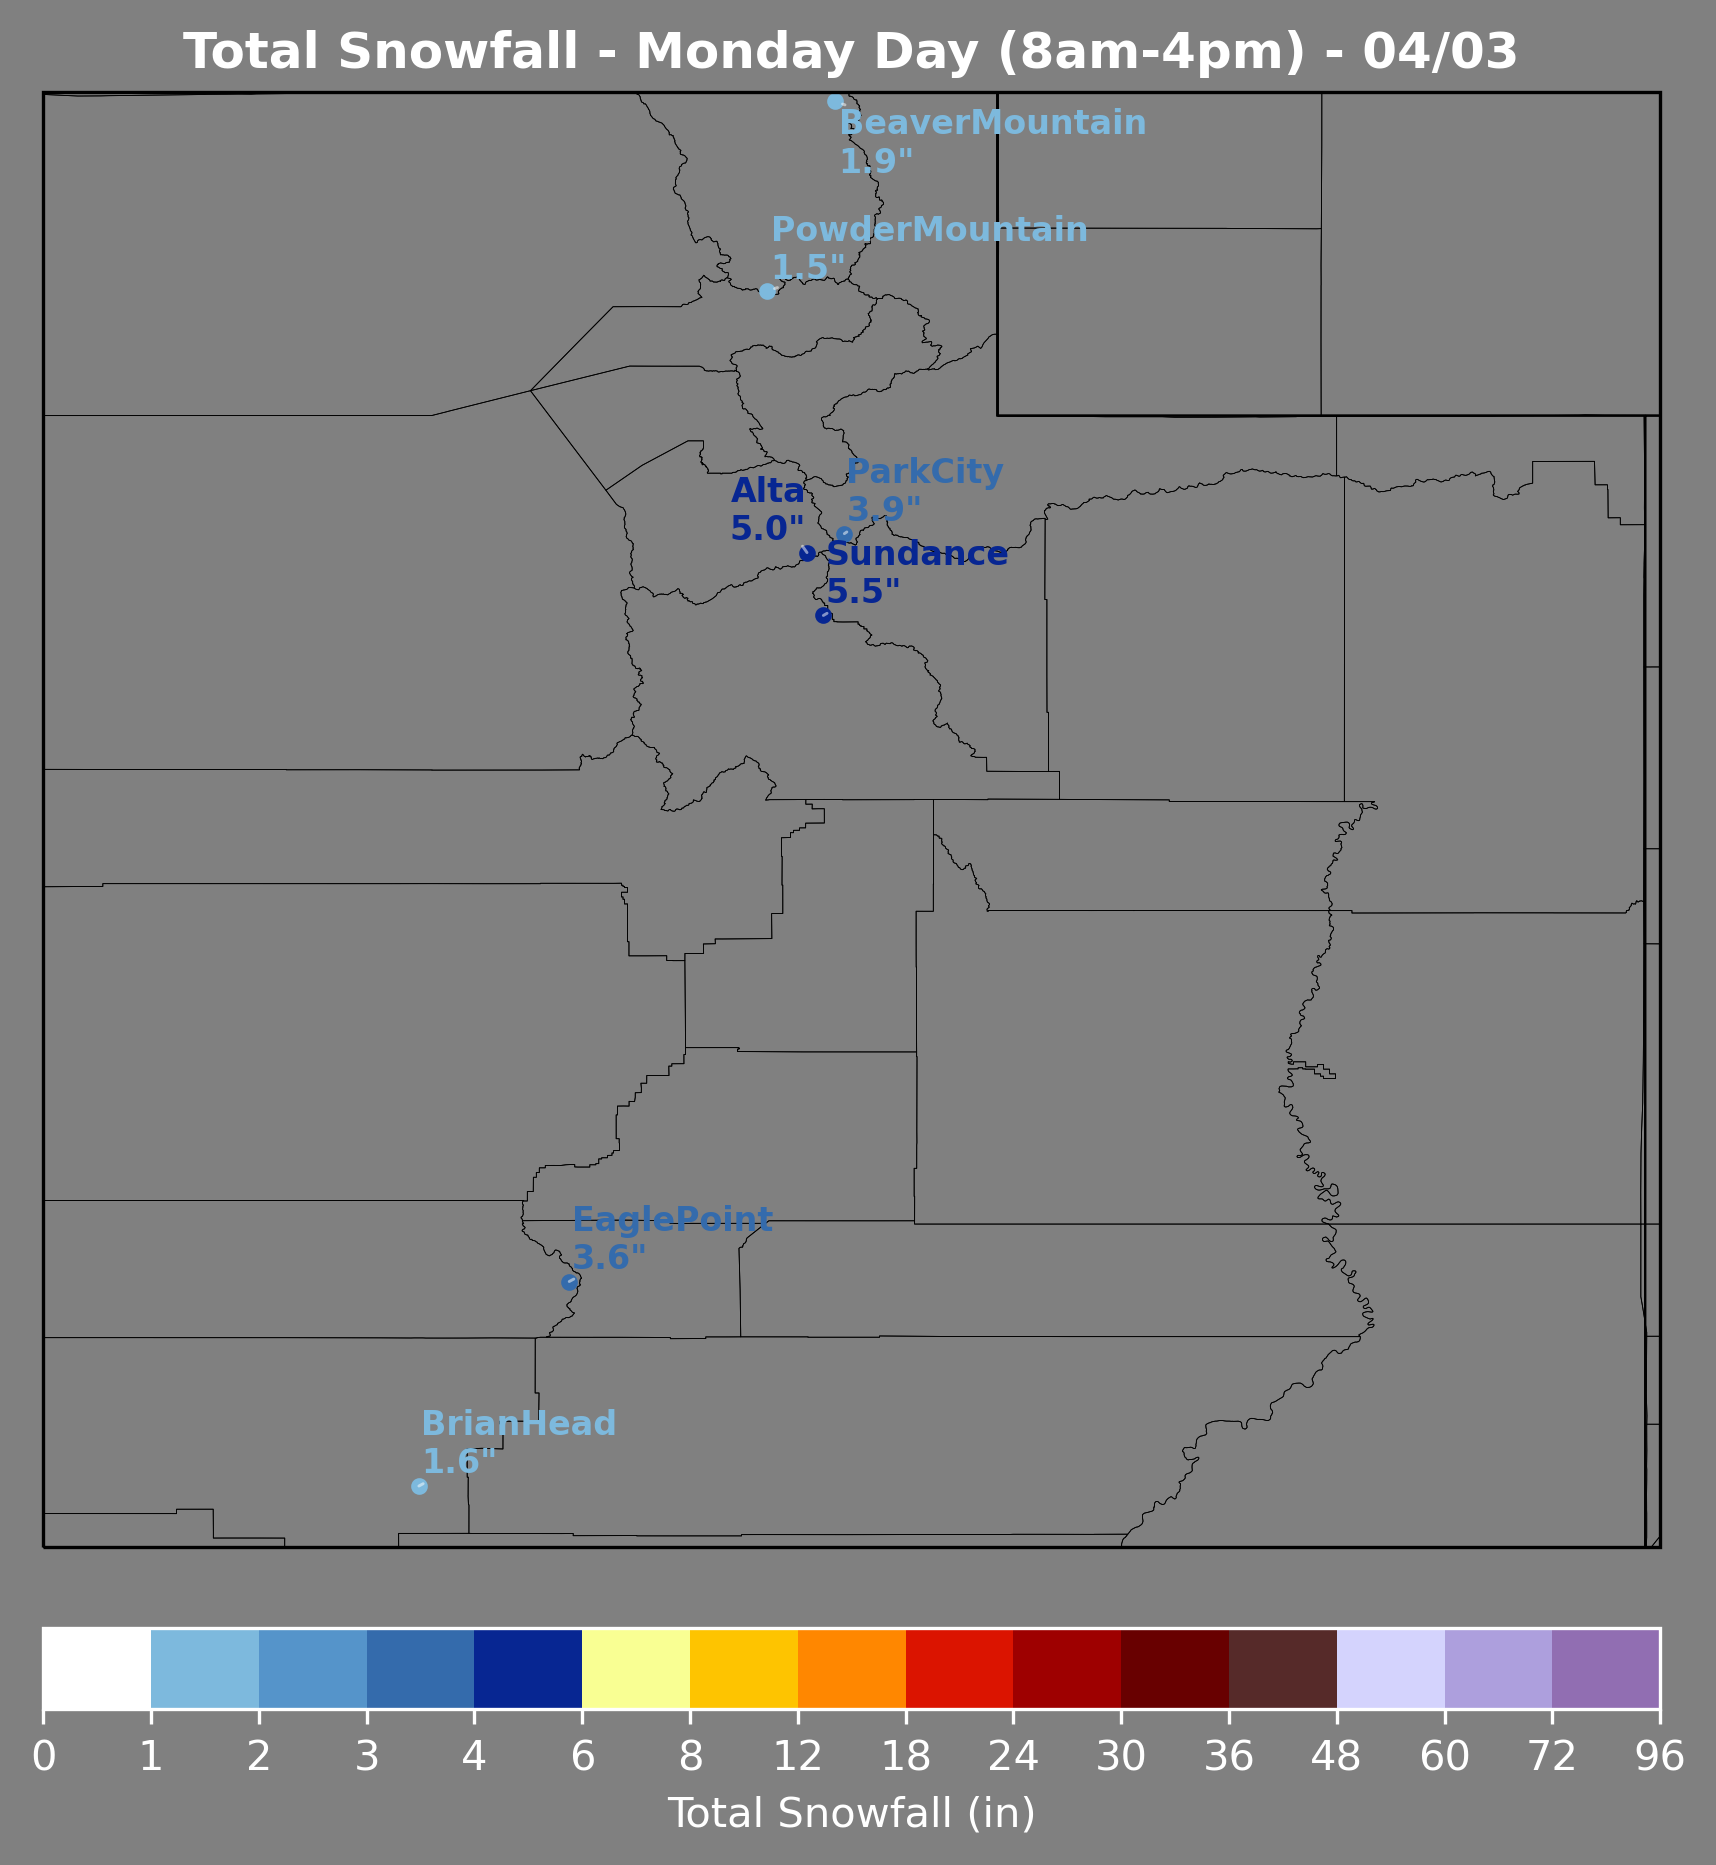 Total Snowfall - Monday Day (8am-4pm) - 04/03
BeaverMountain
1.9"
PowderMountain
1.5"
ParkCity
3.9"
Alta
5.0"
Sundance
5.5"
EaglePoint
3.6"
BrianHead
1.6"
0 1 2 3 4 6 8 12 18 24 30 36 48 60 72 96
Total Snowfall (in)